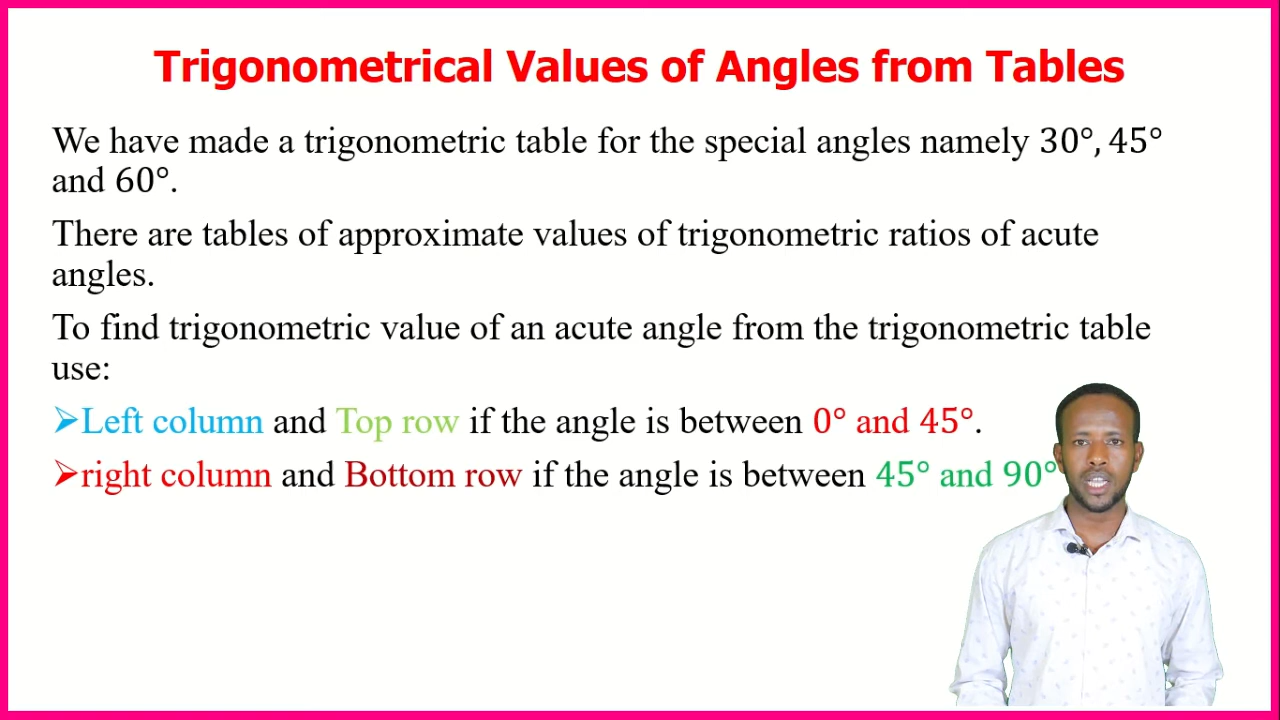 Trigonometrical Values of Angles from Tables
We have made a trigonometric table for the special angles namely 30°, 45°
and 60°.
There are tables of approximate values of trigonometric ratios of acute
angles.
To find trigonometric value of an acute angle from the trigonometric table
use:
➢Left column and Top row if the angle is between 0° and 45°.
➢right column and Bottom row if the angle is between 45° and 90°